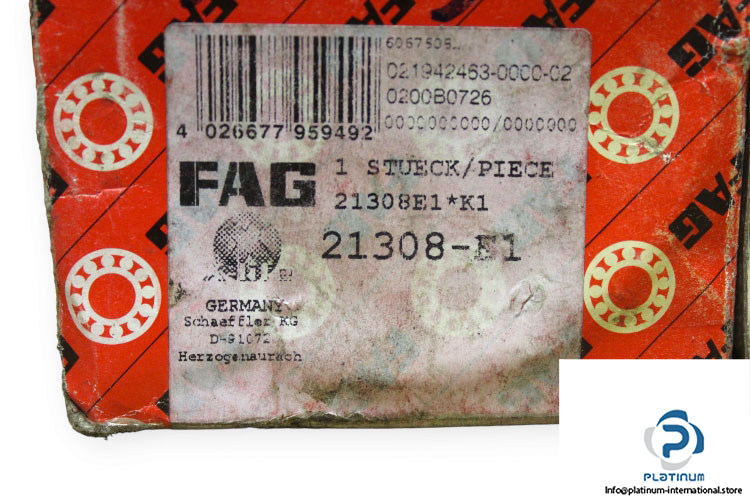 FAG
021942463-0000-02
0200B0726
0000000000/0000000
4 026677 959492
FAG
1 STUECK/PIECE
21308E1*K1
21308-E1
GERMANY
Schaeffler KG
D-91072
Herzogenaurach
FAG
PLATINUM
Info@platinum-international.store